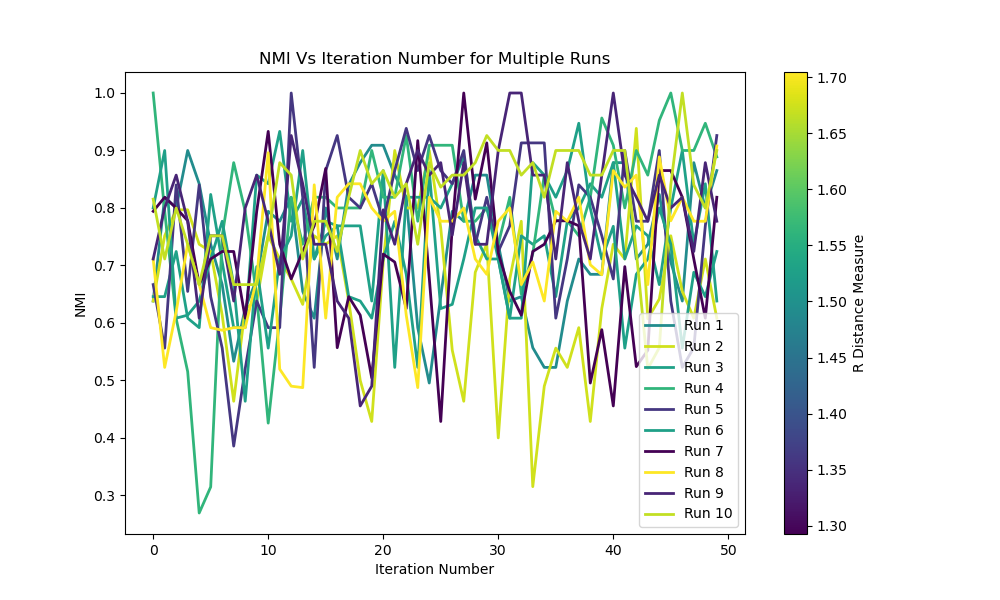 NMI Vs Iteration Number for Multiple Runs
NMI
1.0
0.9
0.8
0.7
0.6
0.5
0.4
0.3
0
10
20
30
40
50
Iteration Number
Run 1
Run 2
Run 3
Run 4
Run 5
Run 6
Run 7
Run 8
Run 9
Run 10
1.70
1.65
1.60
1.55
1.50
1.45
1.40
1.35
1.30
R Distance Measure